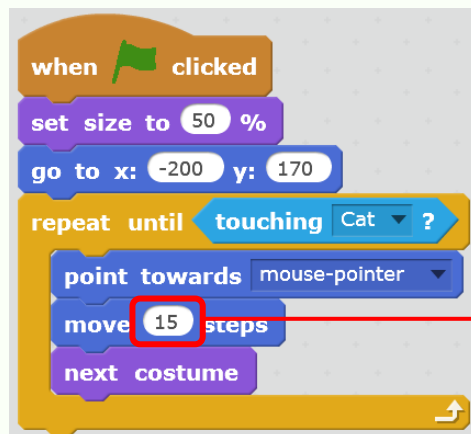 when clicked
set size to 50 %
go to x: -200 y: 170
repeat until touching Cat ?
point towards mouse-pointer
move 15 steps
next costume